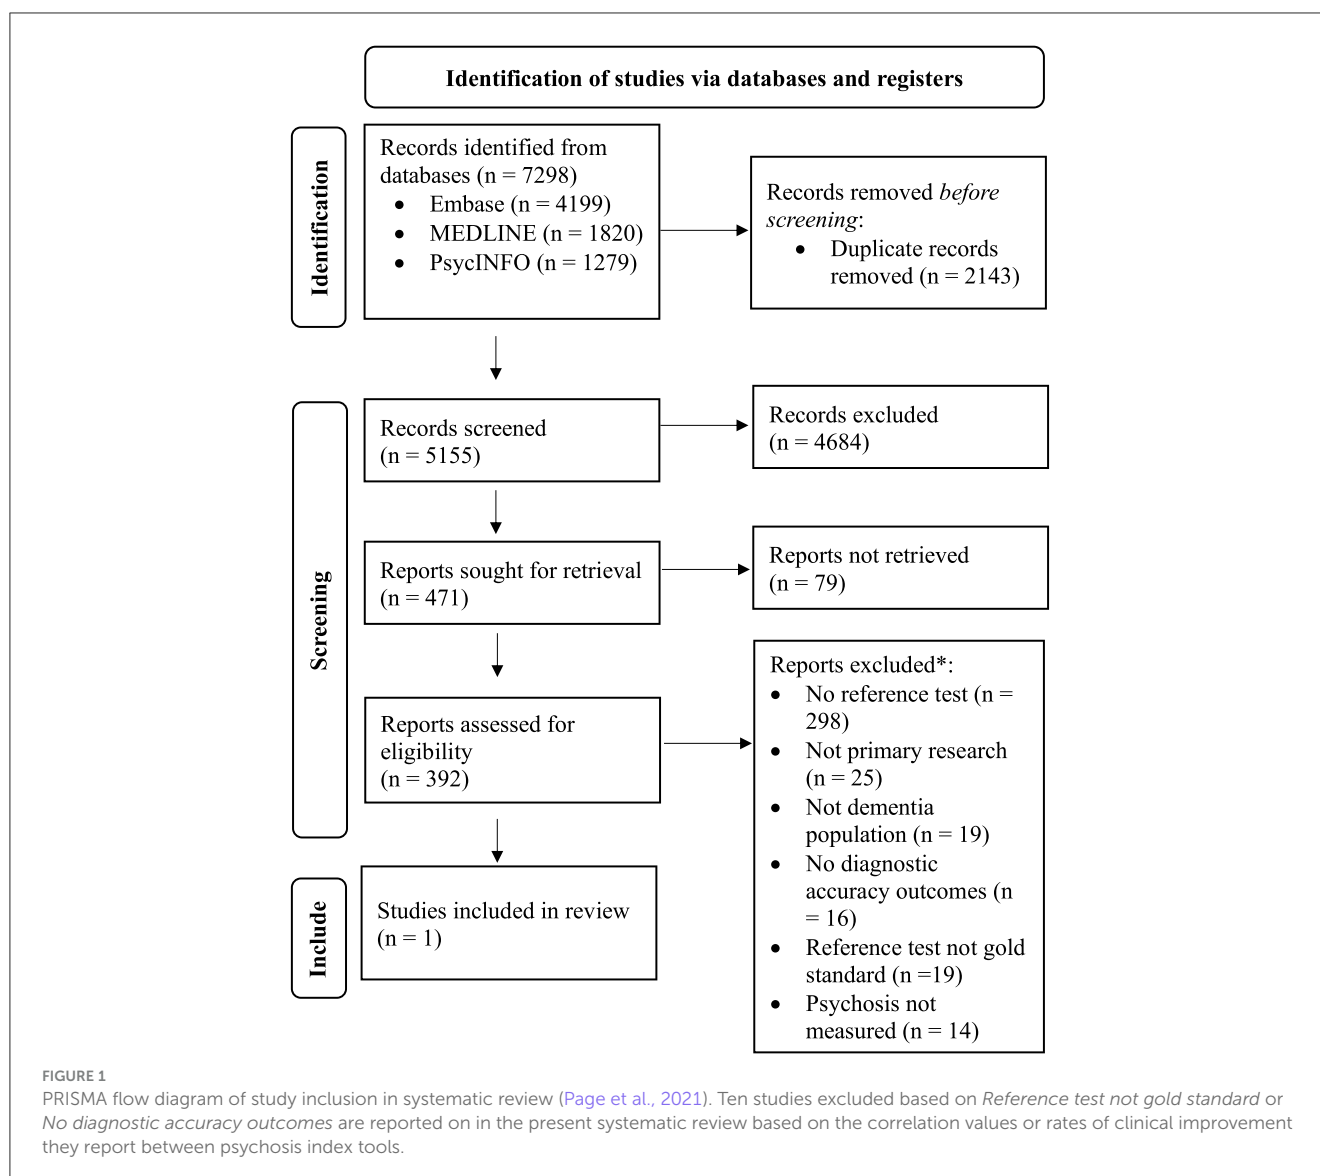 Identification of studies via databases and registers
Identification
Records identified from
databases (n = 7298)
• Embase (n = 4199)
• MEDLINE (n = 1820)
• PsycINFO (n = 1279)
Records removed before
screening:
• Duplicate records
removed (n = 2143)
Screening
Records screened
(n = 5155)
Records excluded
(n = 4684)
Reports sought for retrieval
(n = 471)
Reports not retrieved
(n = 79)
Reports assessed for
eligibility
(n = 392)
Reports excluded*:
• No reference test (n =
298)
• Not primary research
(n = 25)
• Not dementia
population (n = 19)
• No diagnostic
accuracy outcomes (n
= 16)
• Reference test not gold
standard (n =19)
• Psychosis not
measured (n = 14)
Include
Studies included in review
(n = 1)
FIGURE 1
PRISMA flow diagram of study inclusion in systematic review (Page et al., 2021). Ten studies excluded based on Reference test not gold standard or
No diagnostic accuracy outcomes are reported on in the present systematic review based on the correlation values or rates of clinical improvement
they report between psychosis index tools.